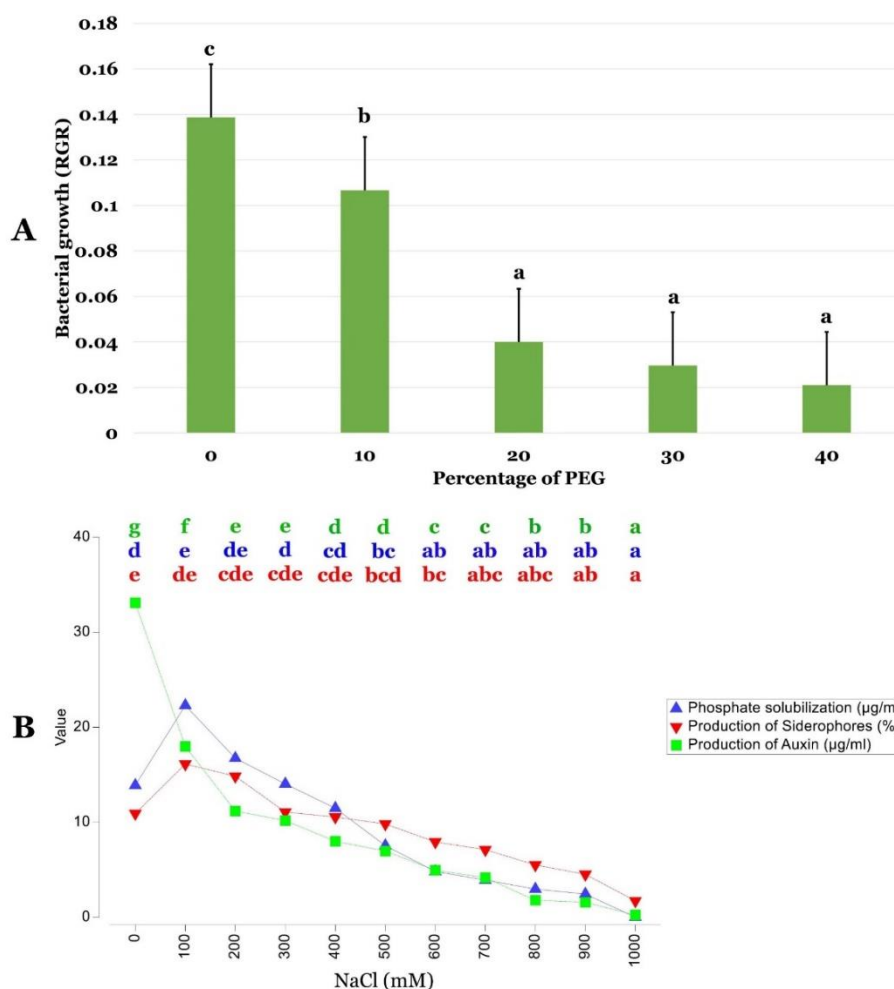 A
Bacterial growth (RGR)
0.18
0.16
0.14
0.12
0.1
0.08
0.06
0.04
0.02
0
c
b
a
a
a
0 10 20 30 40
Percentage of PEG
B
g f e e d d c c b b a
d e de d cd bc ab ab ab ab a
e de cde cde cde bcd bc abc abc ab a
Value
40
30
20
10
0
0 100 200 300 400 500 600 700 800 900 1000
NaCl (mM)
Phosphate solubilization (µg/m
Production of Siderophores (%
Production of Auxin (µg/ml)